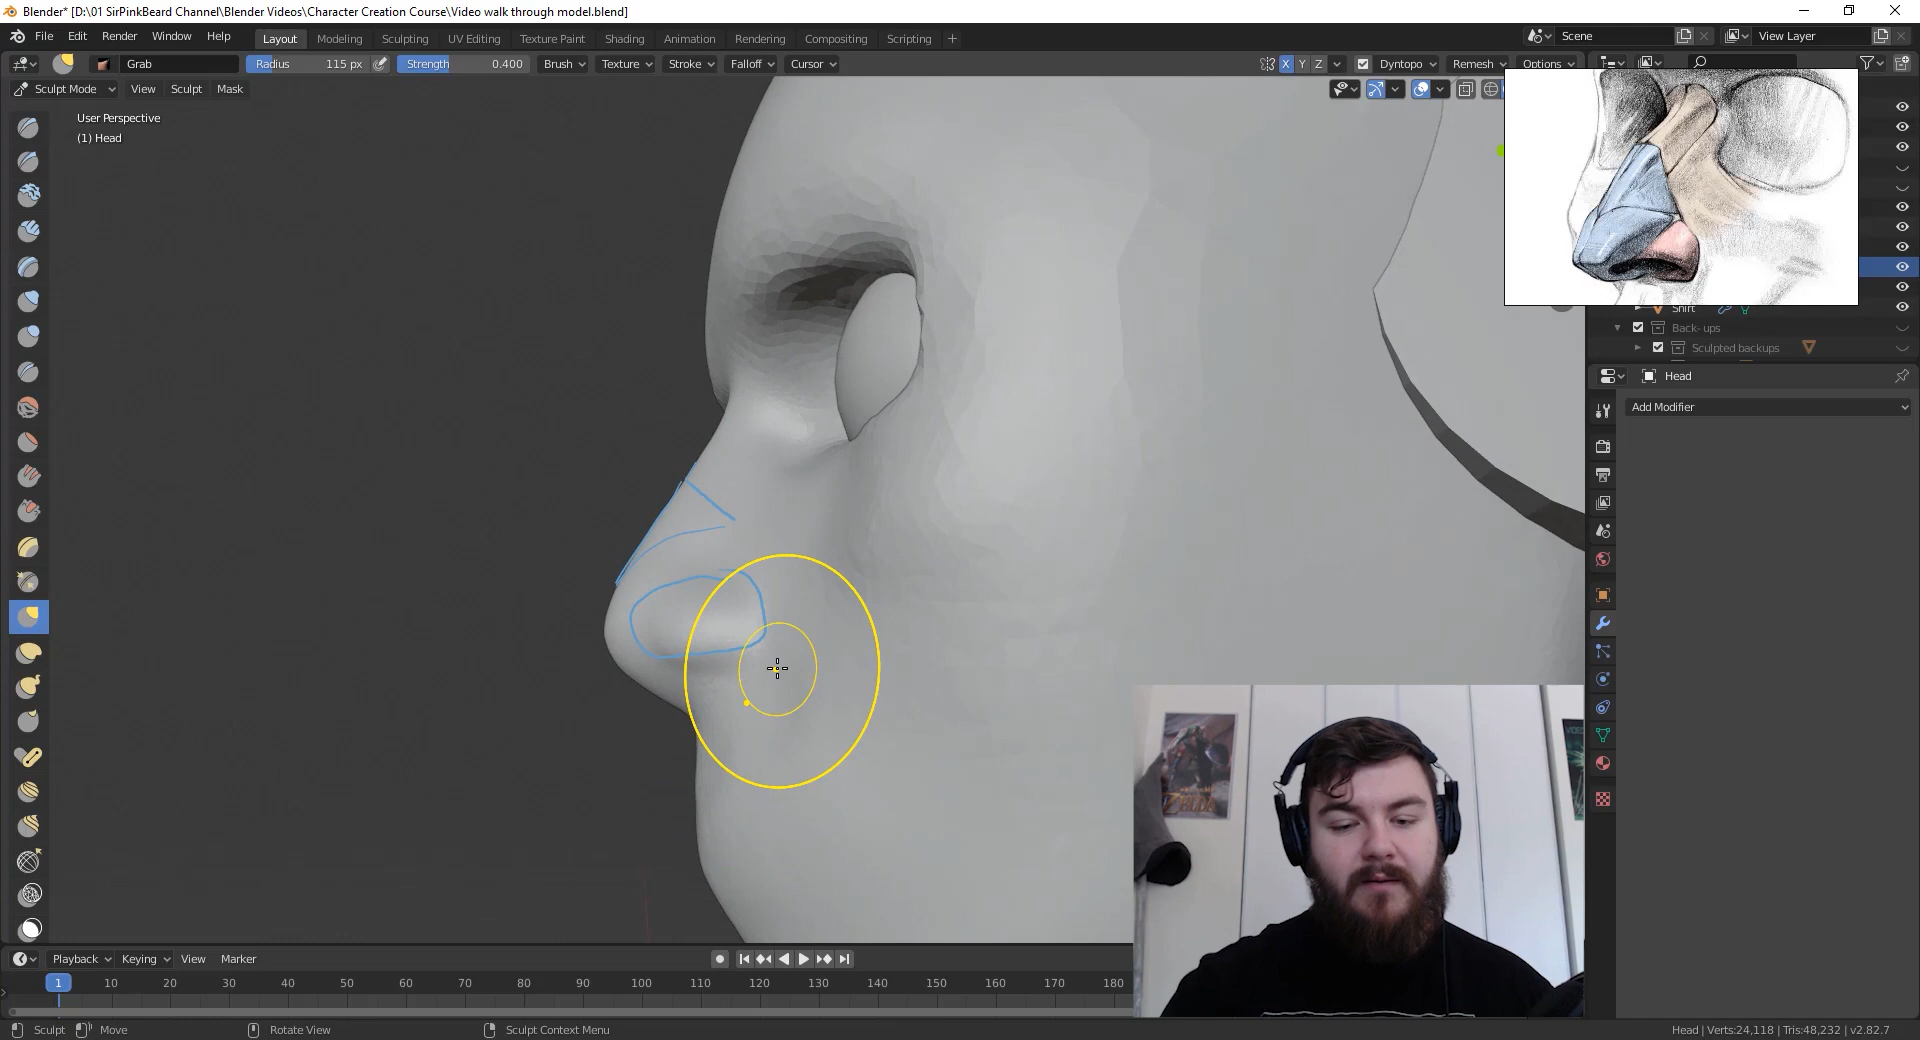 Blender* [D:\01 SirPinkBeard Channel\Blender Videos\Character Creation Course\Video walk through model.blend]
File Edit Render Window Help Layout Modeling Sculpting UV Editing Texture Paint Shading Animation Rendering Compositing Scripting + Scene View Layer
Grab Radius 115 px Strength 0.400 Brush Texture Stroke Falloff Cursor X Y Z Dyntopo Remesh Options
Sculpt Mode View Sculpt Mask
User Perspective
(1) Head
Shirt
Back- ups
Sculpted backups
Head
Add Modifier
ZELDA
Playback Keying View Marker
1 10 20 30 40 50 60 70 80 90 100 110 120 130 140 150 160 170 180
Sculpt Move Rotate View Sculpt Context Menu Head | Verts:24,118 | Tris:48,232 | v2.82.7